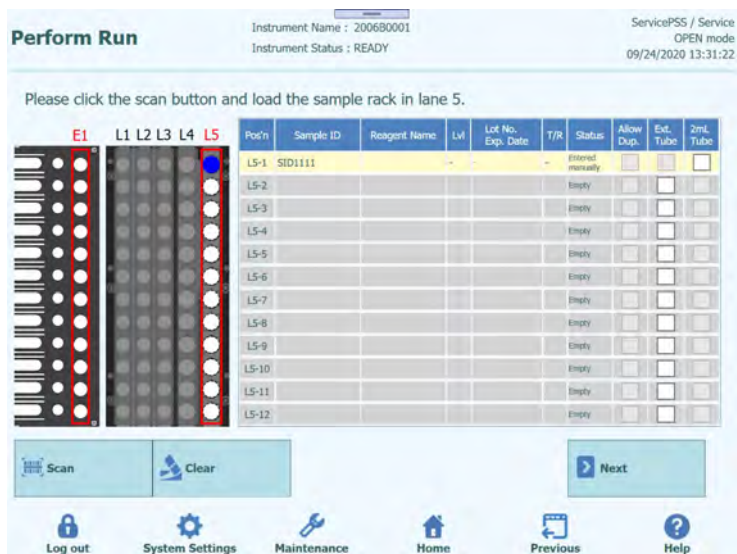 Perform Run
Instrument Name : 200680001
Instrument Status : READY
ServicePSS / Service
OPEN mode
09/24/2020 13:31:22
Please click the scan button and load the sample rack in lane 5.
E1 L1 L2 L3 L4 L5
Pos'n Sample ID Reagent Name Lvl Lot No. Exp. Date T/R Status Allow Dup. Ext. Tube 2mL Tube
L5-1 SID1111 - - - Entered manually
L5-2 Empty
L5-3 Empty
L5-4 Empty
L5-5 Empty
L5-6 Empty
L5-7 Empty
L5-8 Empty
L5-9 Empty
L5-10 Empty
L5-11 Empty
L5-12 Empty
Scan
Clear
Next
Log out
System Settings
Maintenance
Home
Previous
Help